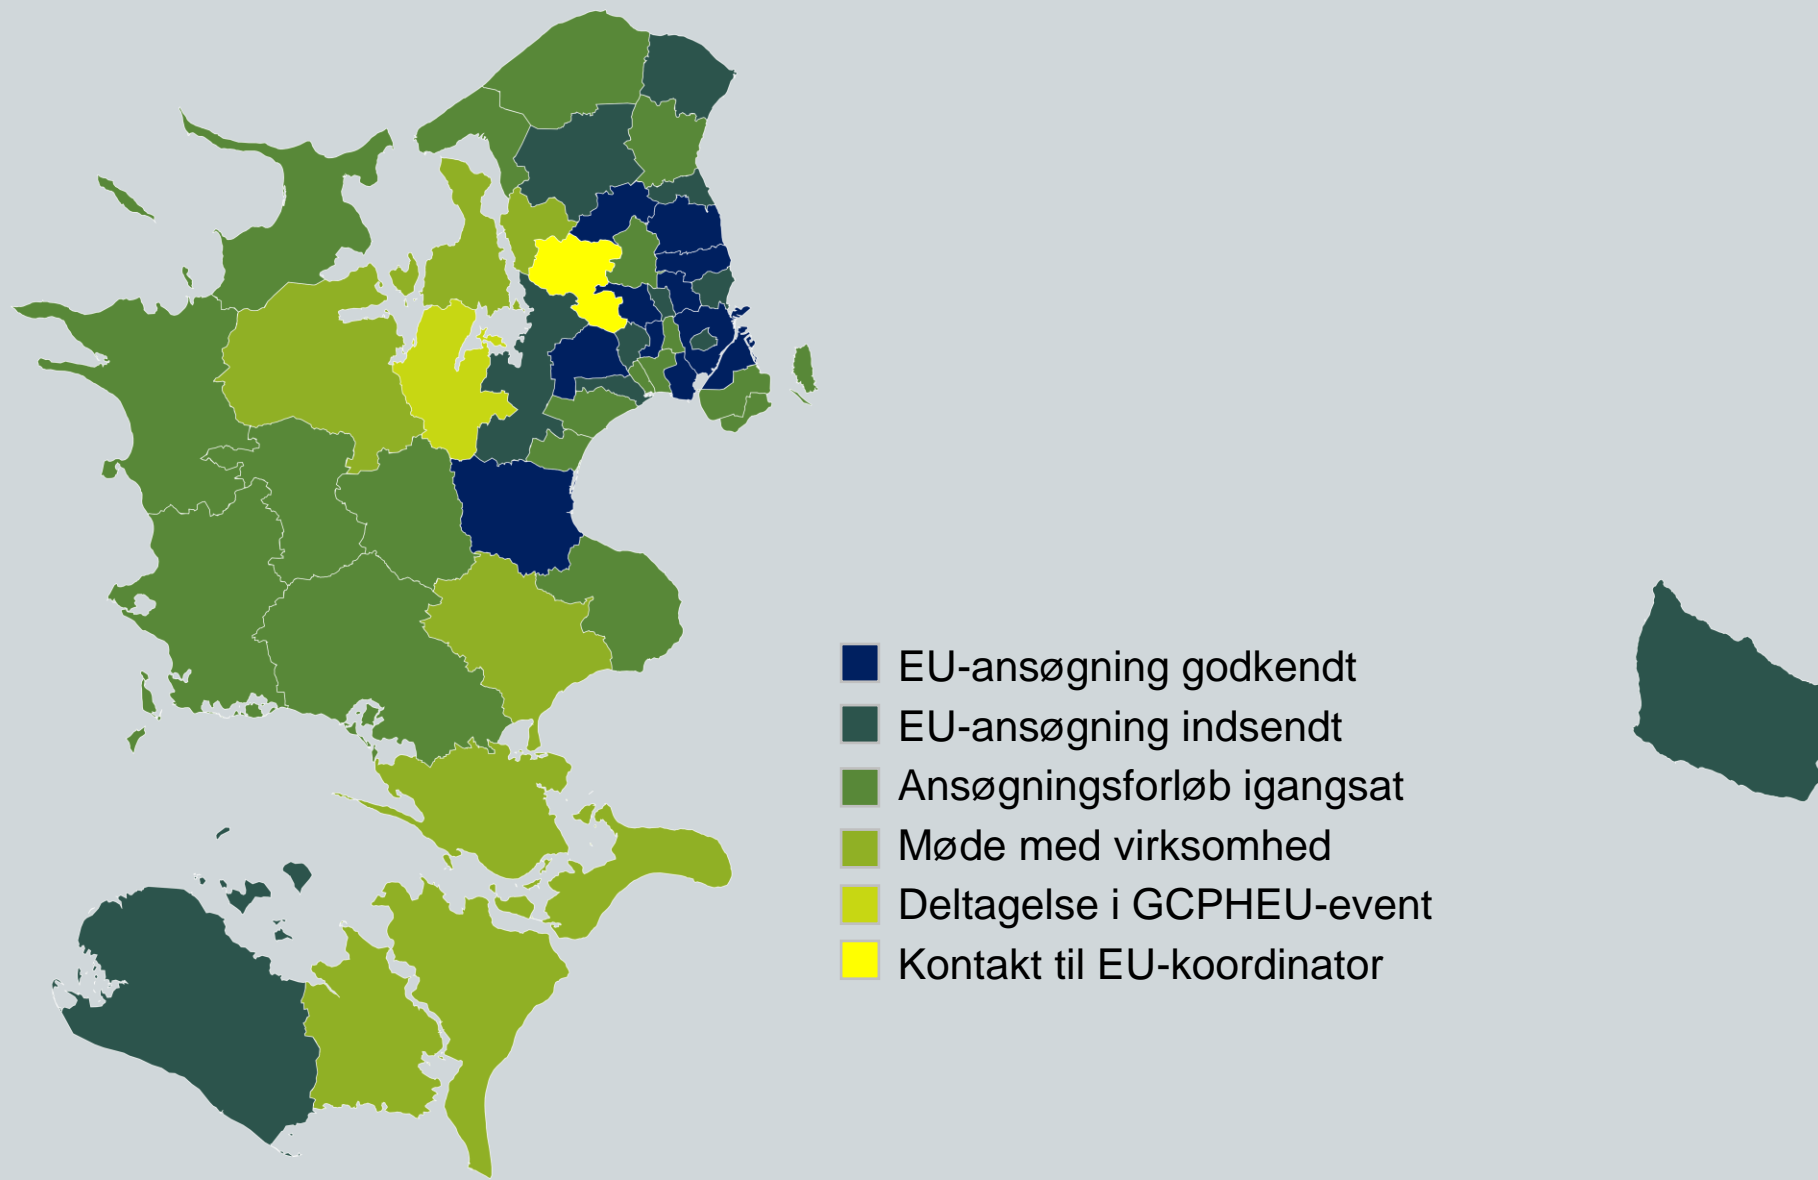 EU-ansøgning godkendt
EU-ansøgning indsendt
Ansøgningsforløb igangsat
Møde med virksomhed
Deltagelse i GCPHEU-event
Kontakt til EU-koordinator